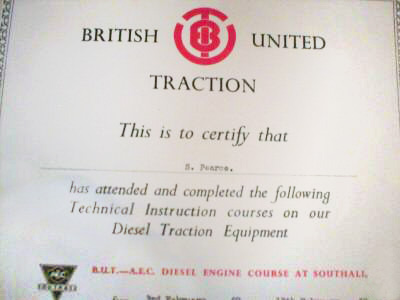 BRITISH UNITED
TRACTION
This is to certify that
S. Pearce.
has attended and completed the following
Technical Instruction courses on our
Diesel Traction Equipment
B.U.T.—A.E.C. DIESEL ENGINE COURSE AT SOUTHALL